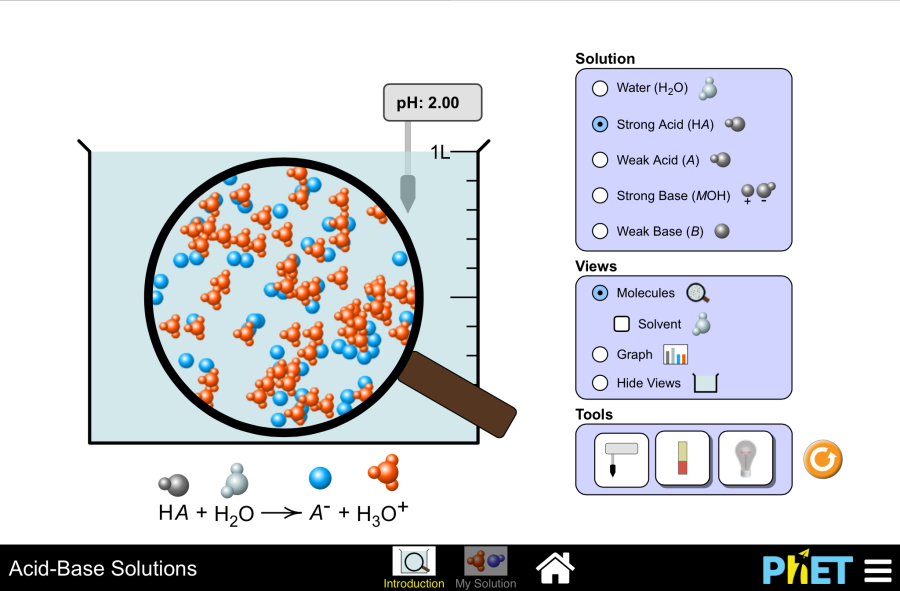 Solution
pH: 2.00
Water (H₂O)
Strong Acid (HA)
1L
Weak Acid (A)
Strong Base (MOH)
+ -
Weak Base (B)
Views
Molecules
Solvent
Graph
Hide Views
Tools
HA + H₂O → A⁻ + H₃O⁺
Acid-Base Solutions
Introduction
My Solution
PhET